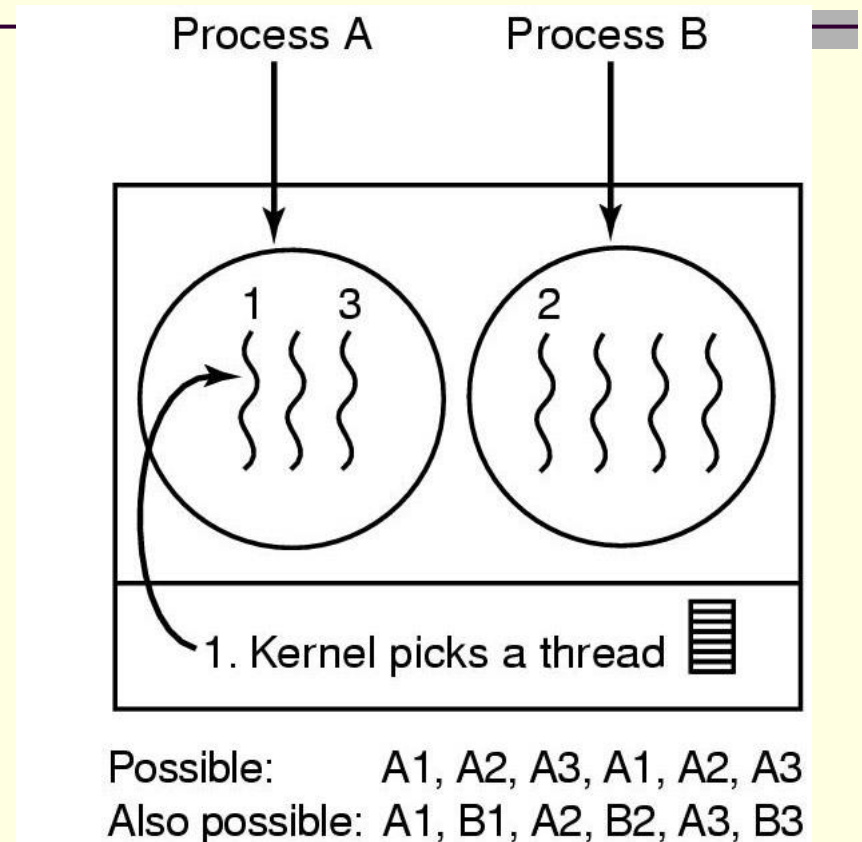 Process A Process B
1 3 2
1. Kernel picks a thread
Possible: A1, A2, A3, A1, A2, A3
Also possible: A1, B1, A2, B2, A3, B3